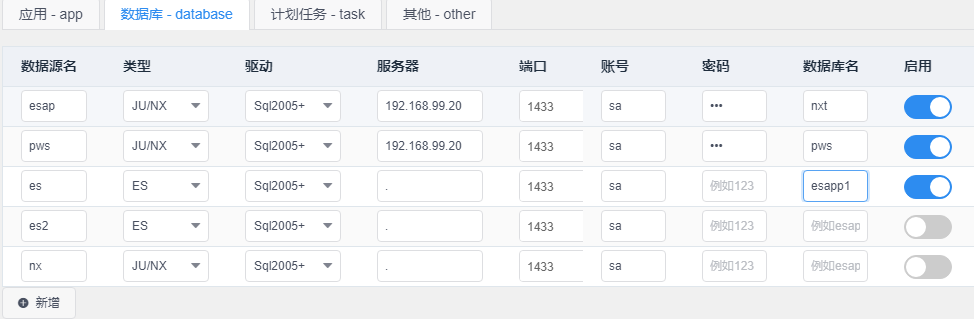 应用 - app 数据库 - database 计划任务 - task 其他 - other
数据源名 类型 驱动 服务器 端口 账号 密码 数据库名 启用
esap JU/NX Sql2005+ 192.168.99.20 1433 sa ••• nxt
pws JU/NX Sql2005+ 192.168.99.20 1433 sa ••• pws
es ES Sql2005+ . 1433 sa 例如123 esapp1
es2 ES Sql2005+ . 1433 sa 例如123 例如esap
nx JU/NX Sql2005+ . 1433 sa 例如123 例如esap
新增